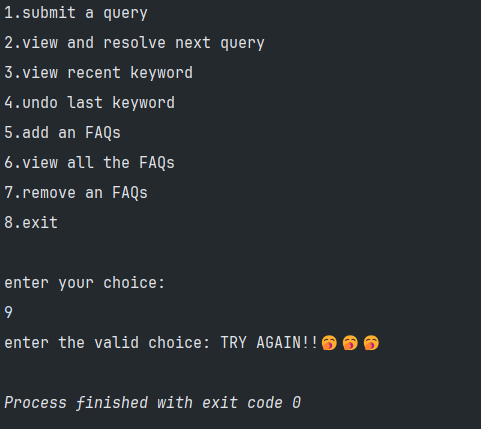 1.submit a query
2.view and resolve next query
3.view recent keyword
4.undo last keyword
5.add an FAQs
6.view all the FAQs
7.remove an FAQs
8.exit
enter your choice:
9
enter the valid choice: TRY AGAIN!!🥱🥱🥱
Process finished with exit code 0